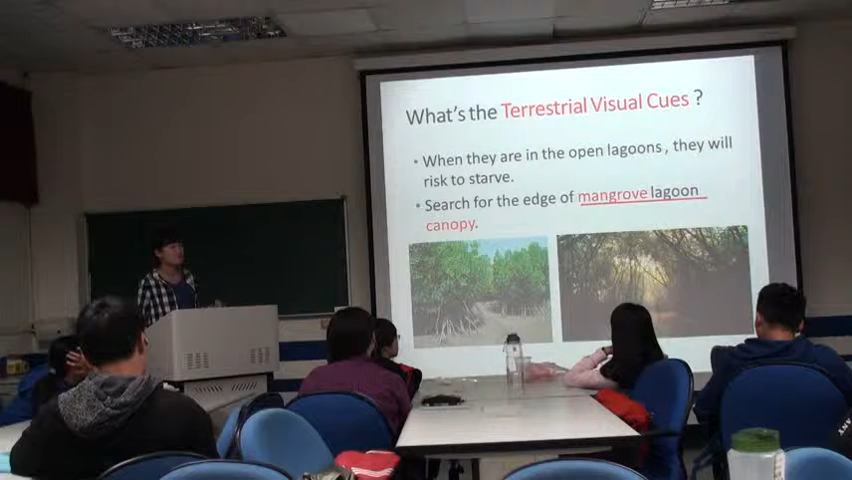 What's the Terrestrial Visual Cues ?
• When they are in the open lagoons , they will
risk to starve.
• Search for the edge of mangrove lagoon
canopy.